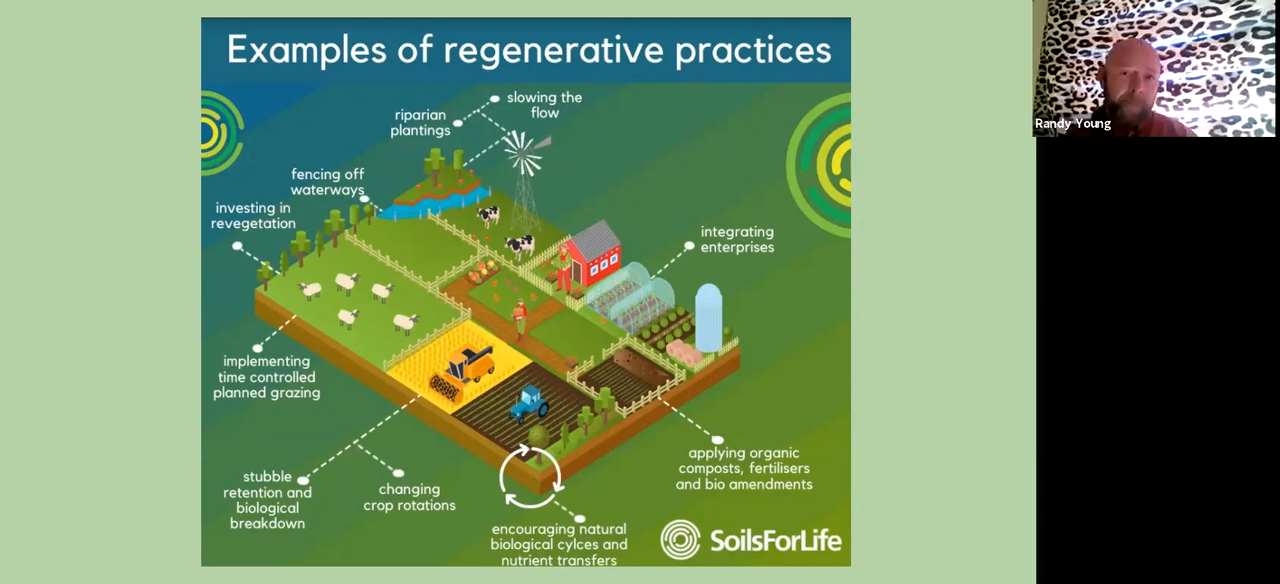 Examples of regenerative practices
slowing the
flow
riparian
plantings
fencing off
waterways
investing in
revegetation
integrating
enterprises
implementing
time controlled
planned grazing
stubble
retention and
biological
breakdown
changing
crop rotations
applying organic
composts, fertilisers
and bio amendments
encouraging natural
biological cylces and
nutrient transfers
SoilsForLife
Randy Young